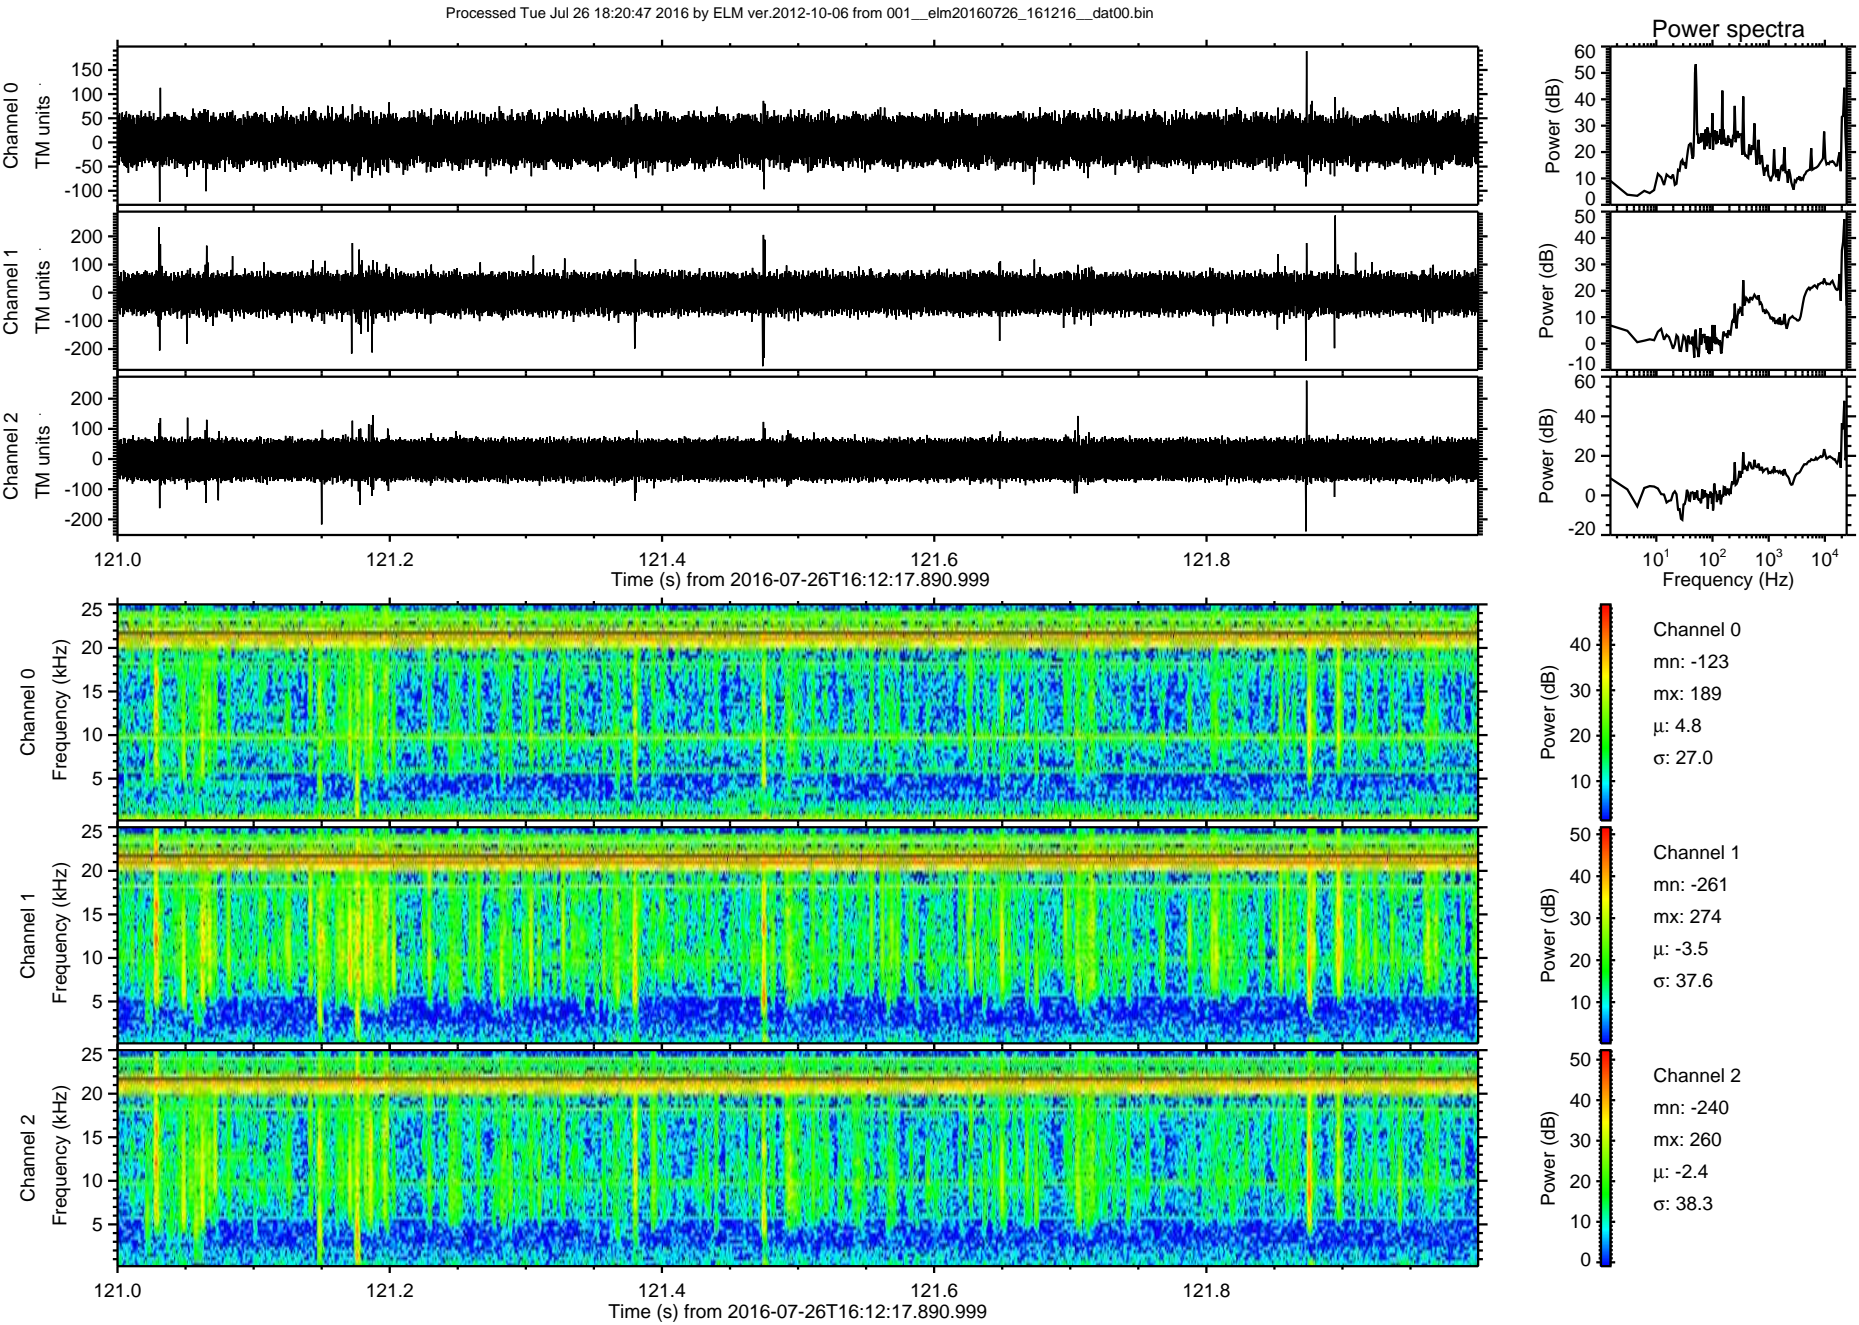 Processed Tue Jul 26 18:20:47 2016 by ELM ver.2012-10-06 from 001__elm20160726_161216__dat00.bin
Power spectra
Channel 0
TM units
150
100
50
0
-50
-100
Power (dB)
60
50
40
30
20
10
0
Channel 1
TM units
200
100
0
-100
-200
Power (dB)
50
40
30
20
10
0
-10
Channel 2
TM units
200
100
0
-100
-200
Power (dB)
60
40
20
0
-20
121.0 121.2 121.4 121.6 121.8
Time (s) from 2016-07-26T16:12:17.890.999
10¹ 10² 10³ 10⁴
Frequency (Hz)
Channel 0
Frequency (kHz)
25
20
15
10
5
Power (dB)
40
30
20
10
Channel 0
mn: -123
mx: 189
μ: 4.8
σ: 27.0
Channel 1
Frequency (kHz)
25
20
15
10
5
Power (dB)
50
40
30
20
10
Channel 1
mn: -261
mx: 274
μ: -3.5
σ: 37.6
Channel 2
Frequency (kHz)
25
20
15
10
5
Power (dB)
50
40
30
20
10
0
Channel 2
mn: -240
mx: 260
μ: -2.4
σ: 38.3
121.0 121.2 121.4 121.6 121.8
Time (s) from 2016-07-26T16:12:17.890.999